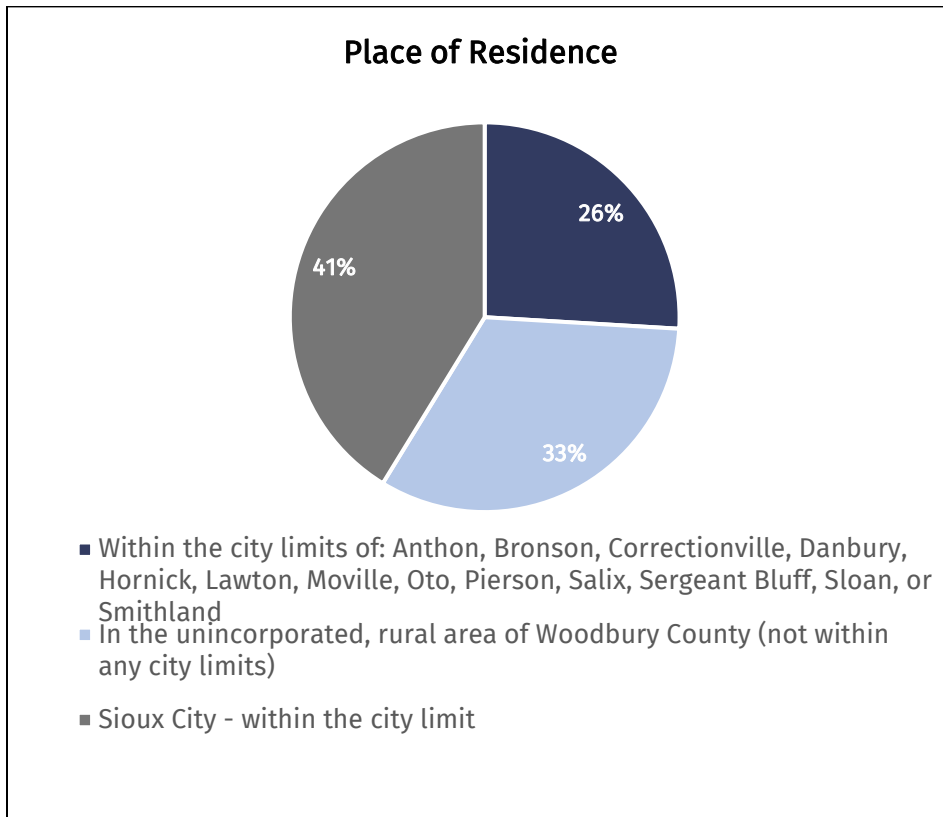 Place of Residence
26%
41%
33%
Within the city limits of: Anthon, Bronson, Correctionville, Danbury,
Hornick, Lawton, Moville, Oto, Pierson, Salix, Sergeant Bluff, Sloan, or
Smithland
In the unincorporated, rural area of Woodbury County (not within
any city limits)
Sioux City - within the city limit